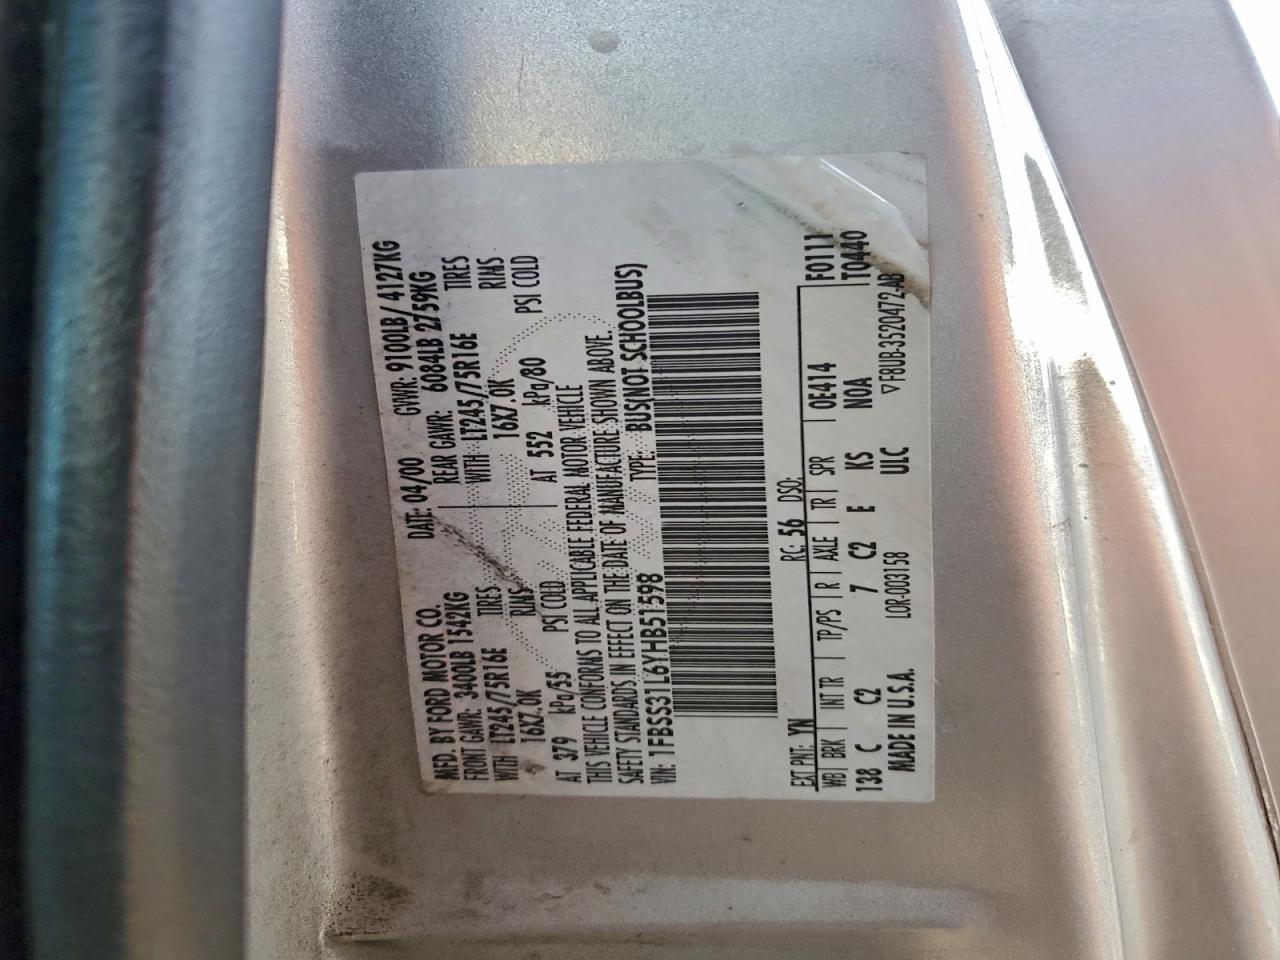 MFD. BY FORD MOTOR CO.
DATE: 04/00 GVWR: 9100LB/ 4127KG
FRONT GAWR: 3400LB 1542KG
WITH LT245/75R16E TIRES
16X7.0K RIMS
AT 379 kPa/55 PSI COLD
REAR GAWR: 6084LB 2759KG
WITH LT245/75R16E TIRES
16X7.0K RIMS
AT 552 kPa/80 PSI COLD
THIS VEHICLE CONFORMS TO ALL APPLICABLE FEDERAL MOTOR VEHICLE
SAFETY STANDARDS IN EFFECT ON THE DATE OF MANUFACTURE SHOWN ABOVE.
VIN: 1FBSS31L6YHB51598 TYPE: BUS(NOT SCHOOLBUS)
EXT PNT: YN RC: 56 DSO:
WB BRK INT TR TP/PS R AXLE TR SPR 0E414 F0111
138 C C2 7 C2 E KS NOA T0440
MADE IN U.S.A. LOR-003158 ULC ▽F8UB-3520472-AB